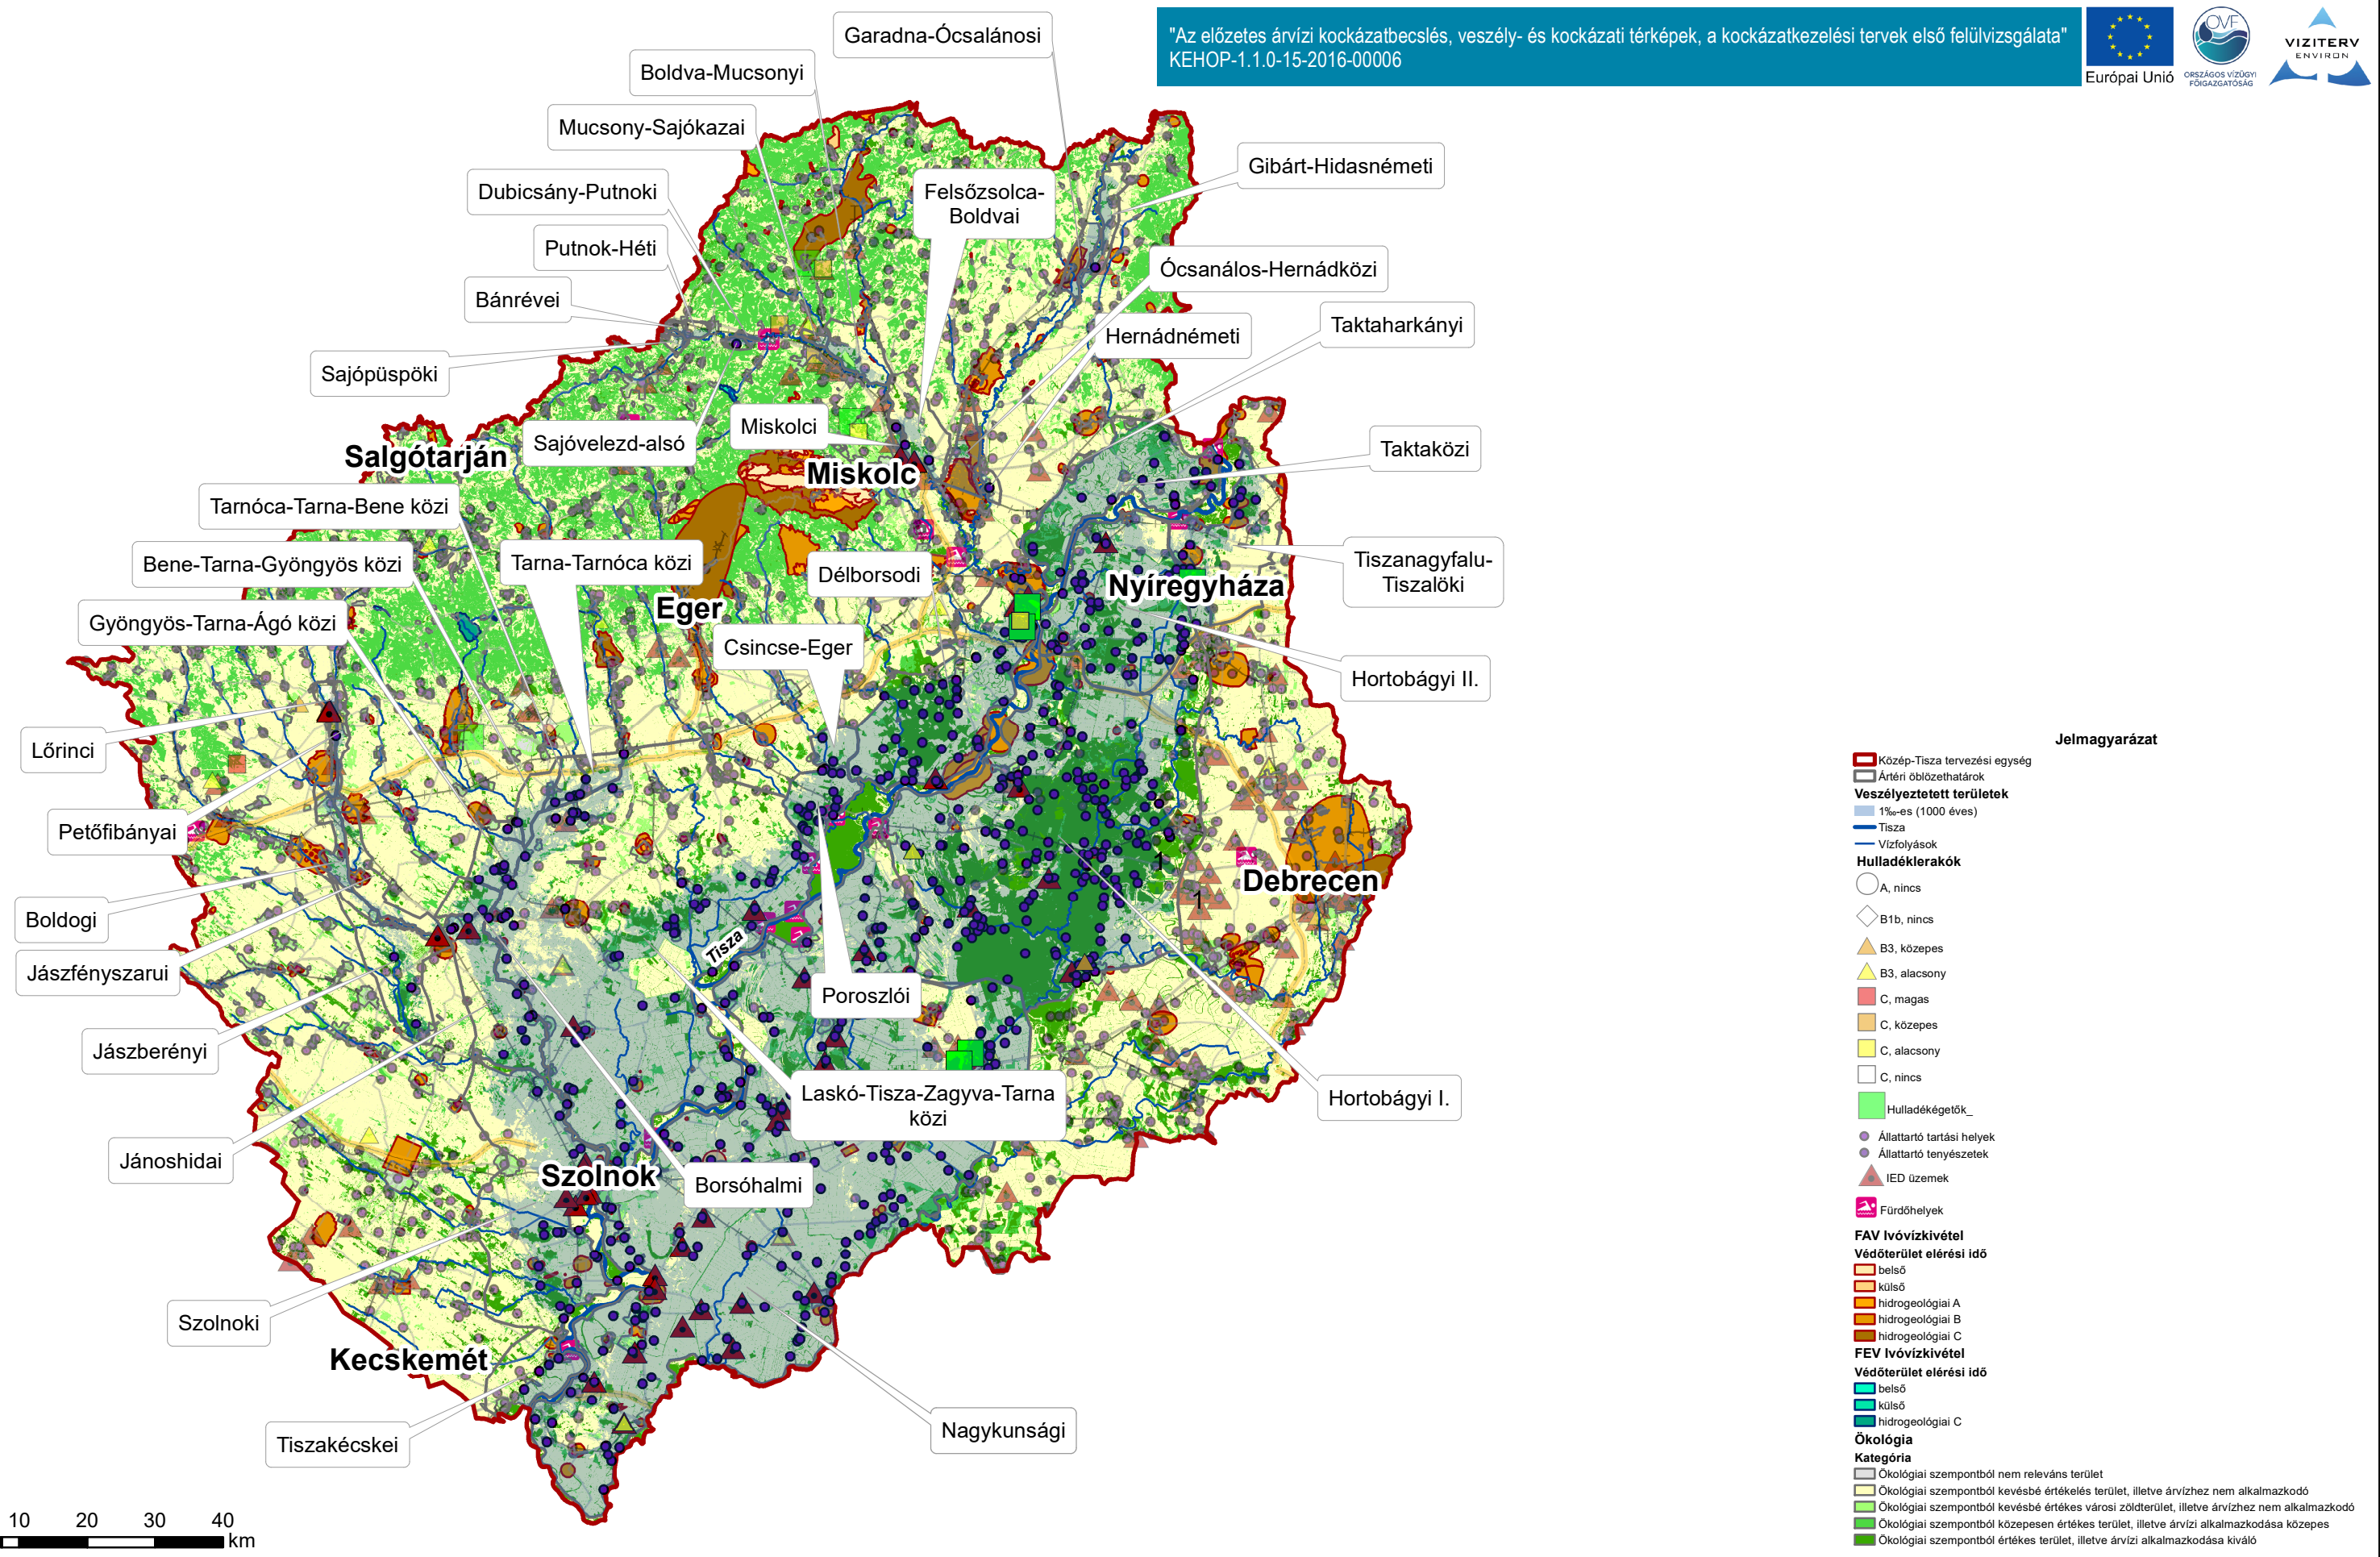 "Az előzetes árvízi kockázatbecslés, veszély- és kockázati térképek, a kockázatkezelési tervek első felülvizsgálata"
KEHOP-1.1.0-15-2016-00006
Európai Unió
OVF
ORSZÁGOS VÍZÜGYI
FŐIGAZGATÓSÁG
VIZITERV
ENVIRON
Garadna-Ócsalánosi
Boldva-Mucsonyi
Mucsony-Sajókazai
Gibárt-Hidasnémeti
Dubicsány-Putnoki
Felsőzsolca-
Boldvai
Putnok-Héti
Ócsanálos-Hernádközi
Bánrévei
Taktaharkányi
Hernádnémeti
Sajópüspöki
Miskolci
Sajóvelezd-alsó
Taktaközi
Salgótarján
Miskolc
Tarnóca-Tarna-Bene közi
Bene-Tarna-Gyöngyös közi
Tarna-Tarnóca közi
Tiszanagyfalu-
Tiszalöki
Délborsodi
Nyíregyháza
Eger
Gyöngyös-Tarna-Ágó közi
Csincse-Eger
Hortobágyi II.
Lőrinci
Petőfibányai
1
Debrecen
1
Boldogi
Tisza
Jászfényszarui
Poroszlói
Jászberényi
Laskó-Tisza-Zagyva-Tarna
közi
Hortobágyi I.
Jánoshidai
Szolnok
Borsóhalmi
Szolnoki
Kecskemét
Nagykunsági
Tiszakécskei
10 20 30 40
km
Jelmagyarázat
Közép-Tisza tervezési egység
Ártéri öblözethatárok
Veszélyeztetett területek
1‰-es (1000 éves)
Tisza
Vízfolyások
Hulladéklerakók
A, nincs
B1b, nincs
B3, közepes
B3, alacsony
C, magas
C, közepes
C, alacsony
C, nincs
Hulladékégetők_
Állattartó tartási helyek
Állattartó tenyészetek
IED üzemek
Fürdőhelyek
FAV Ivóvízkivétel
Védőterület elérési idő
belső
külső
hidrogeológiai A
hidrogeológiai B
hidrogeológiai C
FEV Ivóvízkivétel
Védőterület elérési idő
belső
külső
hidrogeológiai C
Ökológia
Kategória
Ökológiai szempontból nem releváns terület
Ökológiai szempontból kevésbé értékelés terület, illetve árvízhez nem alkalmazkodó
Ökológiai szempontból kevésbé értékes városi zöldterület, illetve árvízhez nem alkalmazkodó
Ökológiai szempontból közepesen értékes terület, illetve árvízi alkalmazkodása közepes
Ökológiai szempontból értékes terület, illetve árvízi alkalmazkodása kiváló